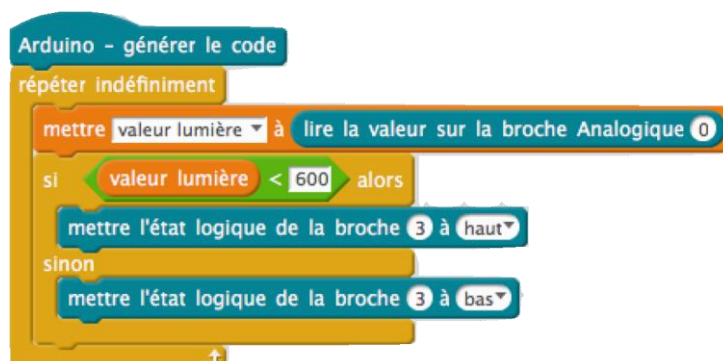 Arduino – générer le code
répéter indéfiniment
mettre valeur lumière à lire la valeur sur la broche Analogique 0
si valeur lumière < 600 alors
mettre l'état logique de la broche 3 à haut
sinon
mettre l'état logique de la broche 3 à bas